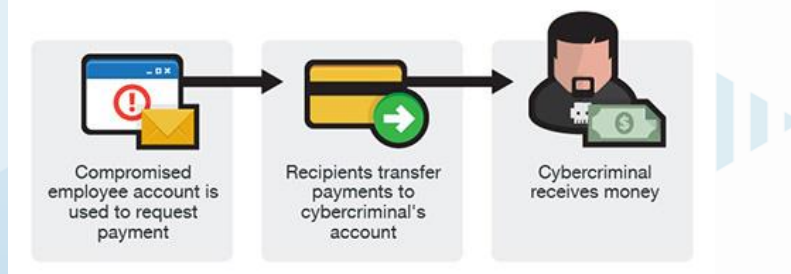 Compromised
employee account is
used to request
payment
Recipients transfer
payments to
cybercriminal's
account
Cybercriminal
receives money